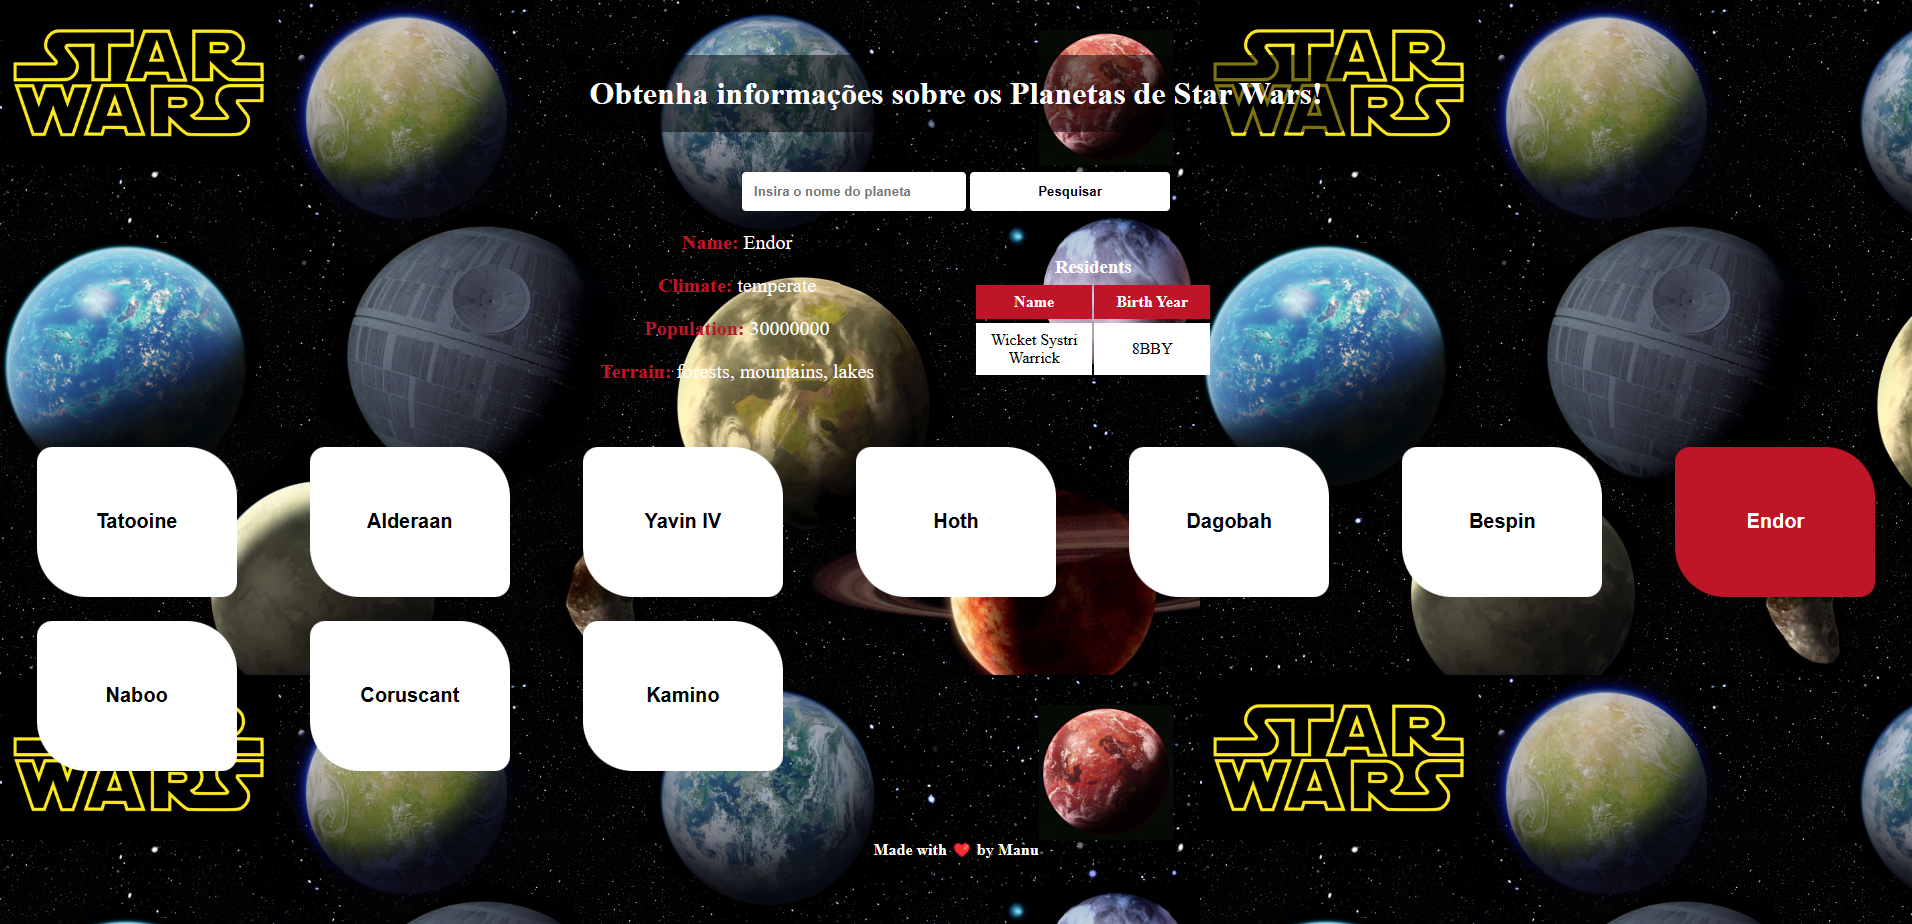 STAR
WARS
STAR
WARS
Obtenha informações sobre os Planetas de Star Wars!
Insira o nome do planeta
Pesquisar
Name: Endor
Climate: temperate
Population: 30000000
Terrain: forests, mountains, lakes
Residents
Name Birth Year
Wicket Systri
Warrick
8BBY
Tatooine
Alderaan
Yavin IV
Hoth
Dagobah
Bespin
Endor
Naboo
Coruscant
Kamino
WARS
STAR
WARS
Made with ❤️ by Manu